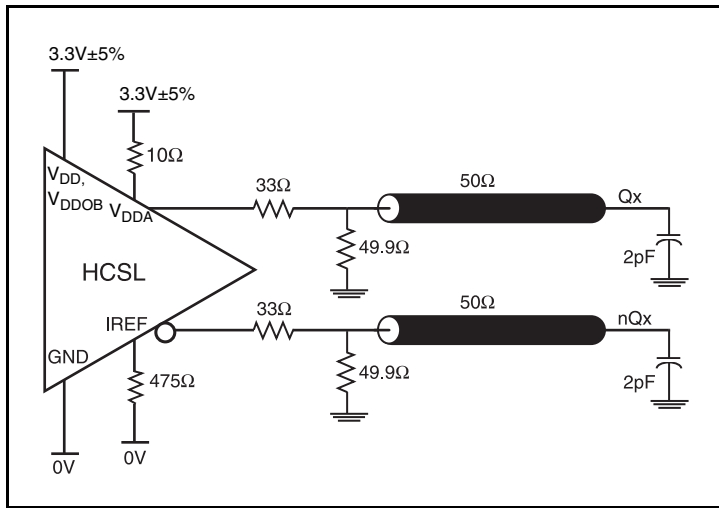 3.3V±5%
3.3V±5%
10Ω
VDD,
VDDOB
VDDA
33Ω
50Ω
Qx
49.9Ω
2pF
HCSL
IREF
33Ω
50Ω
nQx
GND
475Ω
49.9Ω
2pF
0V
0V